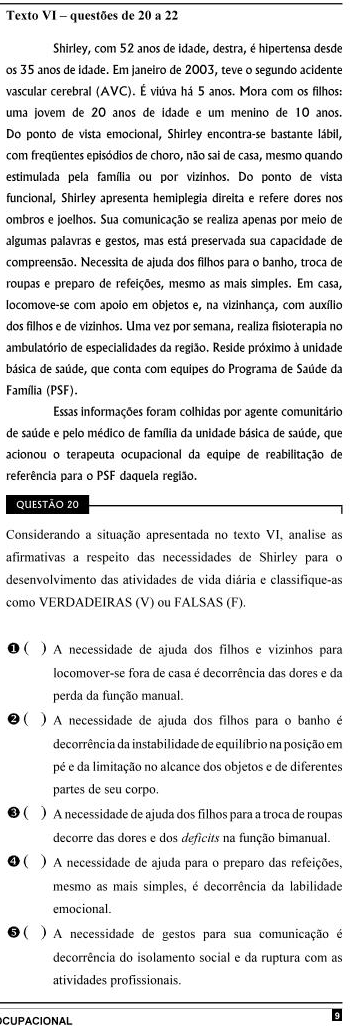 Texto VI – questões de 20 a 22
Shirley, com 52 anos de idade, destra, é hipertensa desde
os 35 anos de idade. Em janeiro de 2003, teve o segundo acidente
vascular cerebral (AVC). É viúva há 5 anos. Mora com os filhos:
uma jovem de 20 anos de idade e um menino de 10 anos.
Do ponto de vista emocional, Shirley encontra-se bastante lábil,
com freqüentes episódios de choro, não sai de casa, mesmo quando
estimulada pela família ou por vizinhos. Do ponto de vista
funcional, Shirley apresenta hemiplegia direita e refere dores nos
ombros e joelhos. Sua comunicação se realiza apenas por meio de
algumas palavras e gestos, mas está preservada sua capacidade de
compreensão. Necessita de ajuda dos filhos para o banho, troca de
roupas e preparo de refeições, mesmo as mais simples. Em casa,
locomove-se com apoio em objetos e, na vizinhança, com auxílio
dos filhos e de vizinhos. Uma vez por semana, realiza fisioterapia no
ambulatório de especialidades da região. Reside próximo à unidade
básica de saúde, que conta com equipes do Programa de Saúde da
Família (PSF).
Essas informações foram colhidas por agente comunitário
de saúde e pelo médico de família da unidade básica de saúde, que
acionou o terapeuta ocupacional da equipe de reabilitação de
referência para o PSF daquela região.
QUESTÃO 20
Considerando a situação apresentada no texto VI, analise as
afirmativas a respeito das necessidades de Shirley para o
desenvolvimento das atividades de vida diária e classifique-as
como VERDADEIRAS (V) ou FALSAS (F).
❶ ( ) A necessidade de ajuda dos filhos e vizinhos para
locomover-se fora de casa é decorrência das dores e da
perda da função manual.
❷ ( ) A necessidade de ajuda dos filhos para o banho é
decorrência da instabilidade de equilíbrio na posição em
pé e da limitação no alcance dos objetos e de diferentes
partes de seu corpo.
❸ ( ) A necessidade de ajuda dos filhos para a troca de roupas
decorre das dores e dos deficits na função bimanual.
❹ ( ) A necessidade de ajuda para o preparo das refeições,
mesmo as mais simples, é decorrência da labilidade
emocional.
❺ ( ) A necessidade de gestos para sua comunicação é
decorrência do isolamento social e da ruptura com as
atividades profissionais.
OCUPACIONAL
9